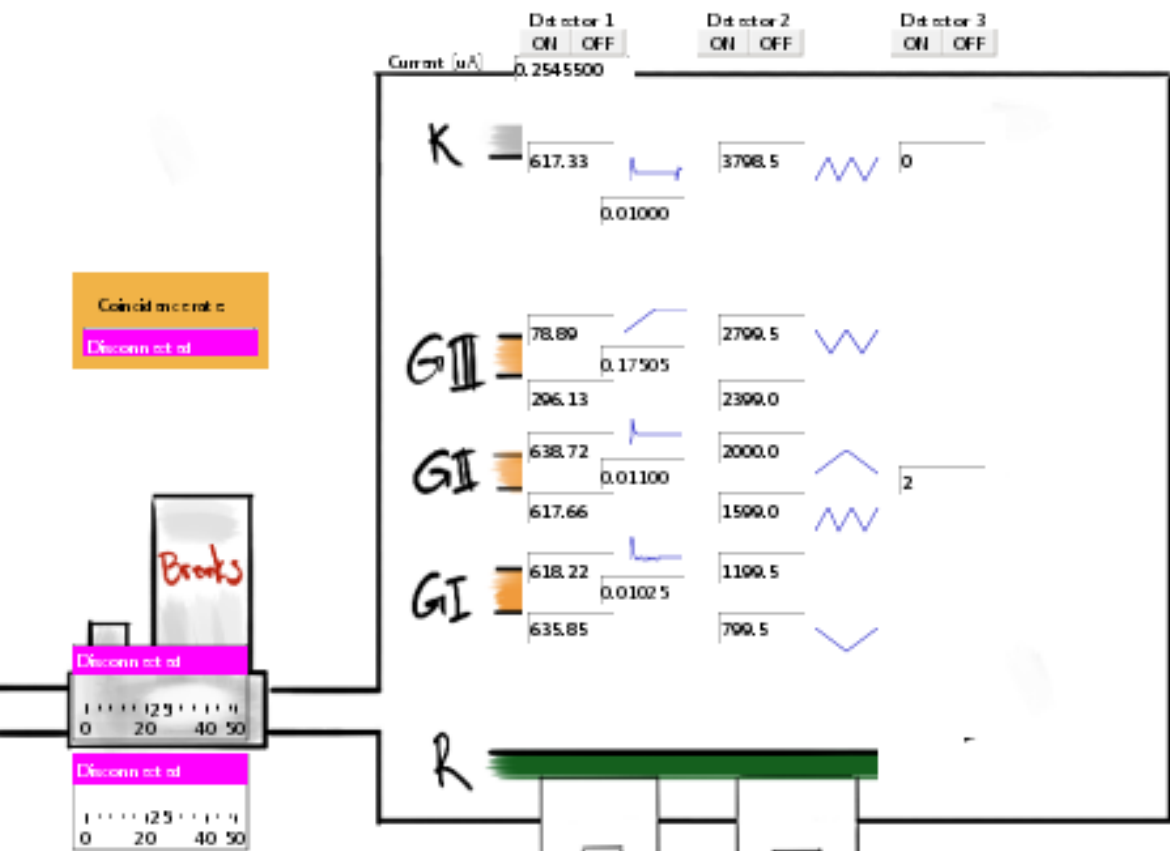 Detector 1 Detector 2 Detector 3
ON OFF ON OFF ON OFF
Current [uA] 0.2545500
K 617.33 3798.5 0
0.01000
Coincidence rate
Disconnected
GIII 78.89 2799.5
0.17505
296.13 2399.0
638.72 2000.0
GII 0.01100 2
617.66 1599.0
618.22 1199.5
GI 0.01025
635.85 799.5
Breaks
Disconnected
25
0 20 40 50
R
Disconnected
25
0 20 40 50